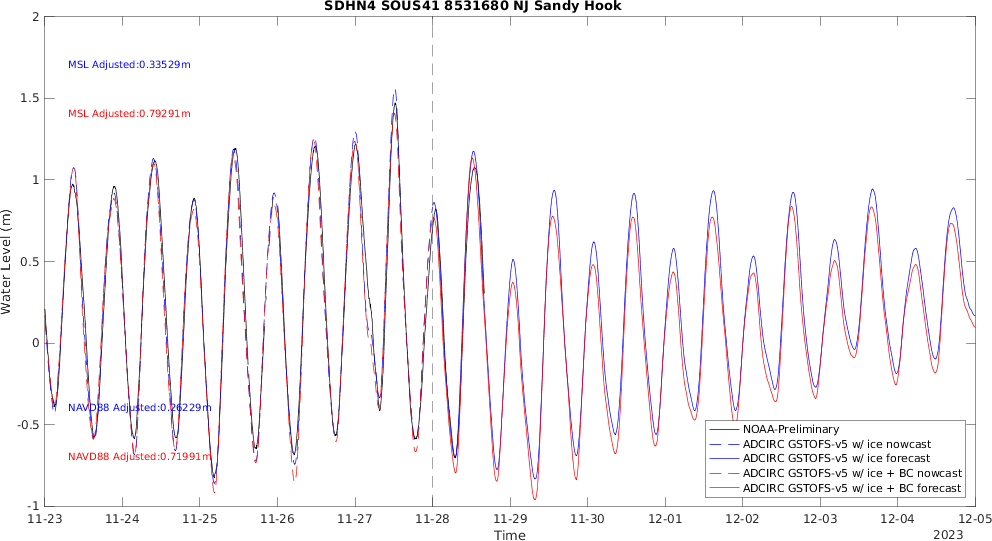 SDHN4 SOUS41 8531680 NJ Sandy Hook
2
1.5
1
0.5
0
-0.5
-1
Water Level (m)
MSL Adjusted:0.33529m
MSL Adjusted:0.79291m
NAVD88 Adjusted:0.26229m
NAVD88 Adjusted:0.71991m
NOAA-Preliminary
ADCIRC GSTOFS-v5 w/ ice nowcast
ADCIRC GSTOFS-v5 w/ ice forecast
ADCIRC GSTOFS-v5 w/ ice + BC nowcast
ADCIRC GSTOFS-v5 w/ ice + BC forecast
11-23 11-24 11-25 11-26 11-27 11-28 11-29 11-30 12-01 12-02 12-03 12-04 12-05
Time
2023